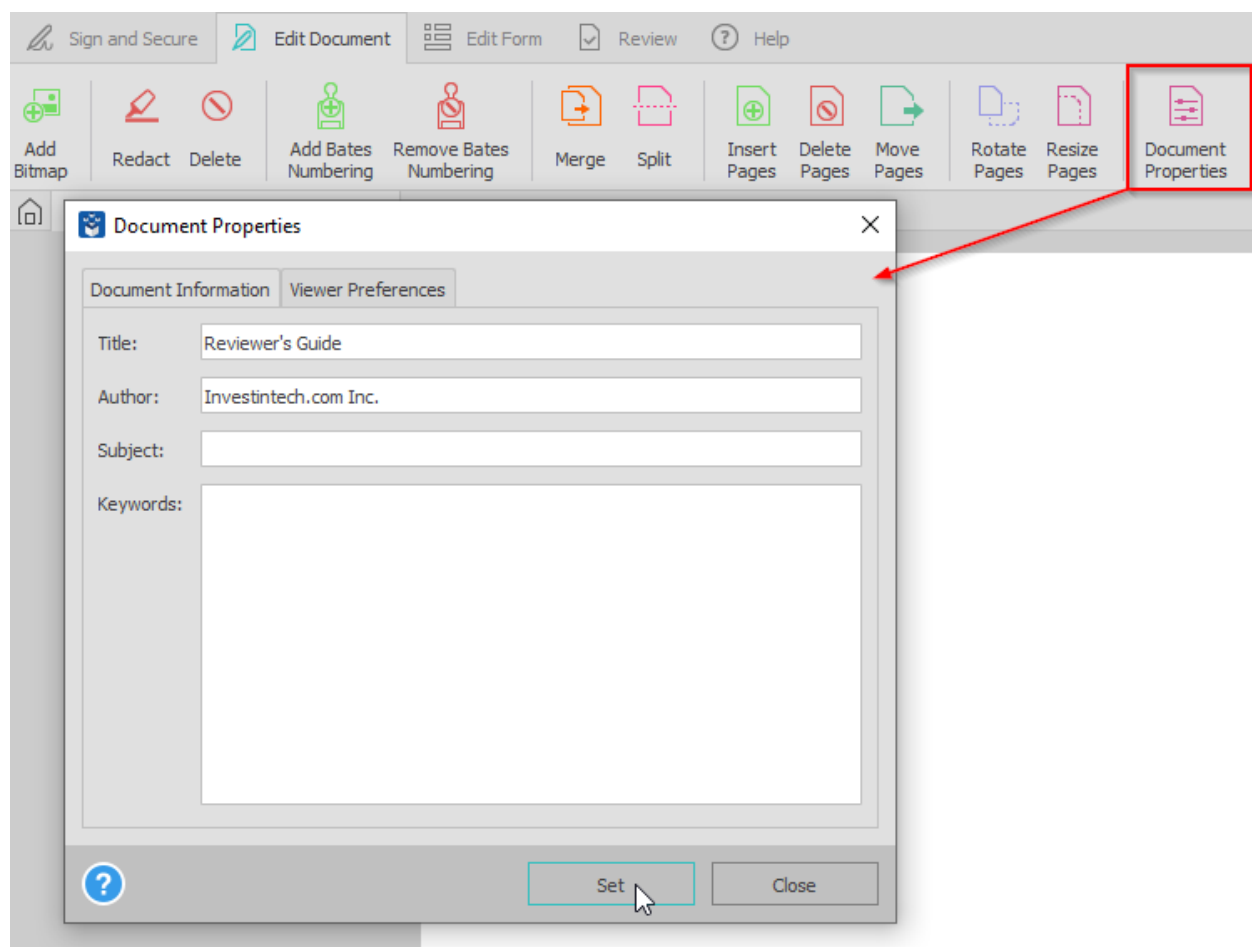 Sign and Secure
Edit Document
Edit Form
Review
? Help
Add
Bitmap
Redact
Delete
Add Bates
Numbering
Remove Bates
Numbering
Merge
Split
Insert
Pages
Delete
Pages
Move
Pages
Rotate
Pages
Resize
Pages
Document
Properties
Document Properties
Document Information
Viewer Preferences
Title: Reviewer's Guide
Author: Investintech.com Inc.
Subject:
Keywords:
?
Set
Close